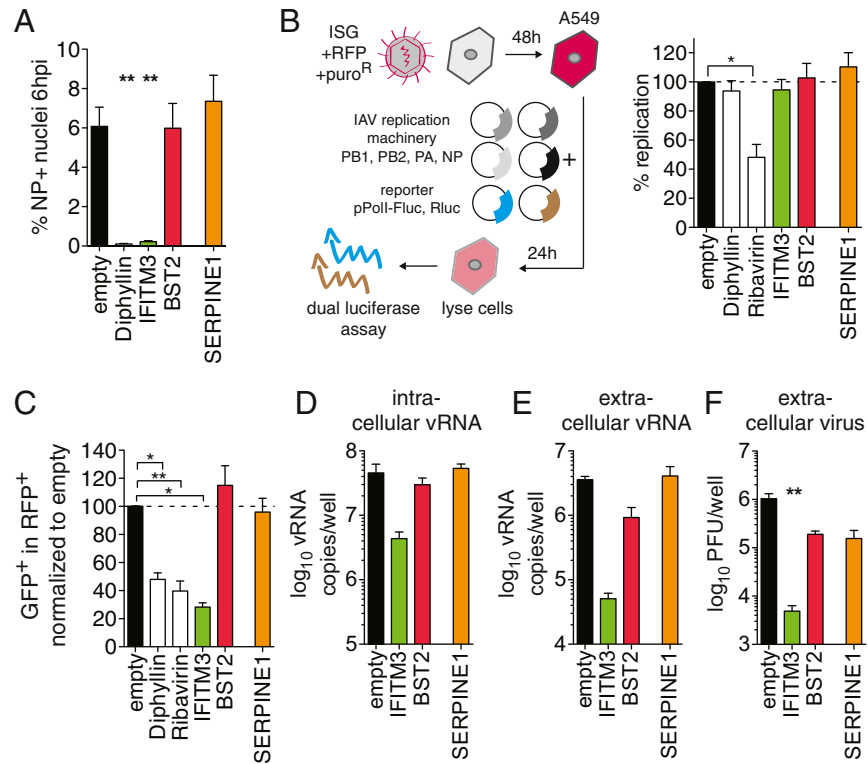 A
% NP+ nuclei 6hpi
10
8
6
4
2
0
** **
empty
Diphyllin
IFITM3
BST2
SERPINE1
B
ISG
+RFP
+puroR
48h
A549
IAV replication
machinery
PB1, PB2, PA, NP
+
reporter
pPolI-Fluc, Rluc
24h
dual luciferase
assay
lyse cells
% replication
120
100
80
60
40
20
0
*
empty
Diphyllin
Ribavirin
IFITM3
BST2
SERPINE1
C
GFP+ in RFP+
normalized to empty
140
120
100
80
60
40
20
0
*
**
*
empty
Diphyllin
Ribavirin
IFITM3
BST2
SERPINE1
D
intra-
cellular vRNA
log10 vRNA
copies/well
8
7
6
5
empty
IFITM3
BST2
SERPINE1
E
extra-
cellular vRNA
log10 vRNA
copies/well
7
6
5
4
empty
IFITM3
BST2
SERPINE1
F
extra-
cellular virus
log10 PFU/well
7
6
5
4
3
**
empty
IFITM3
BST2
SERPINE1